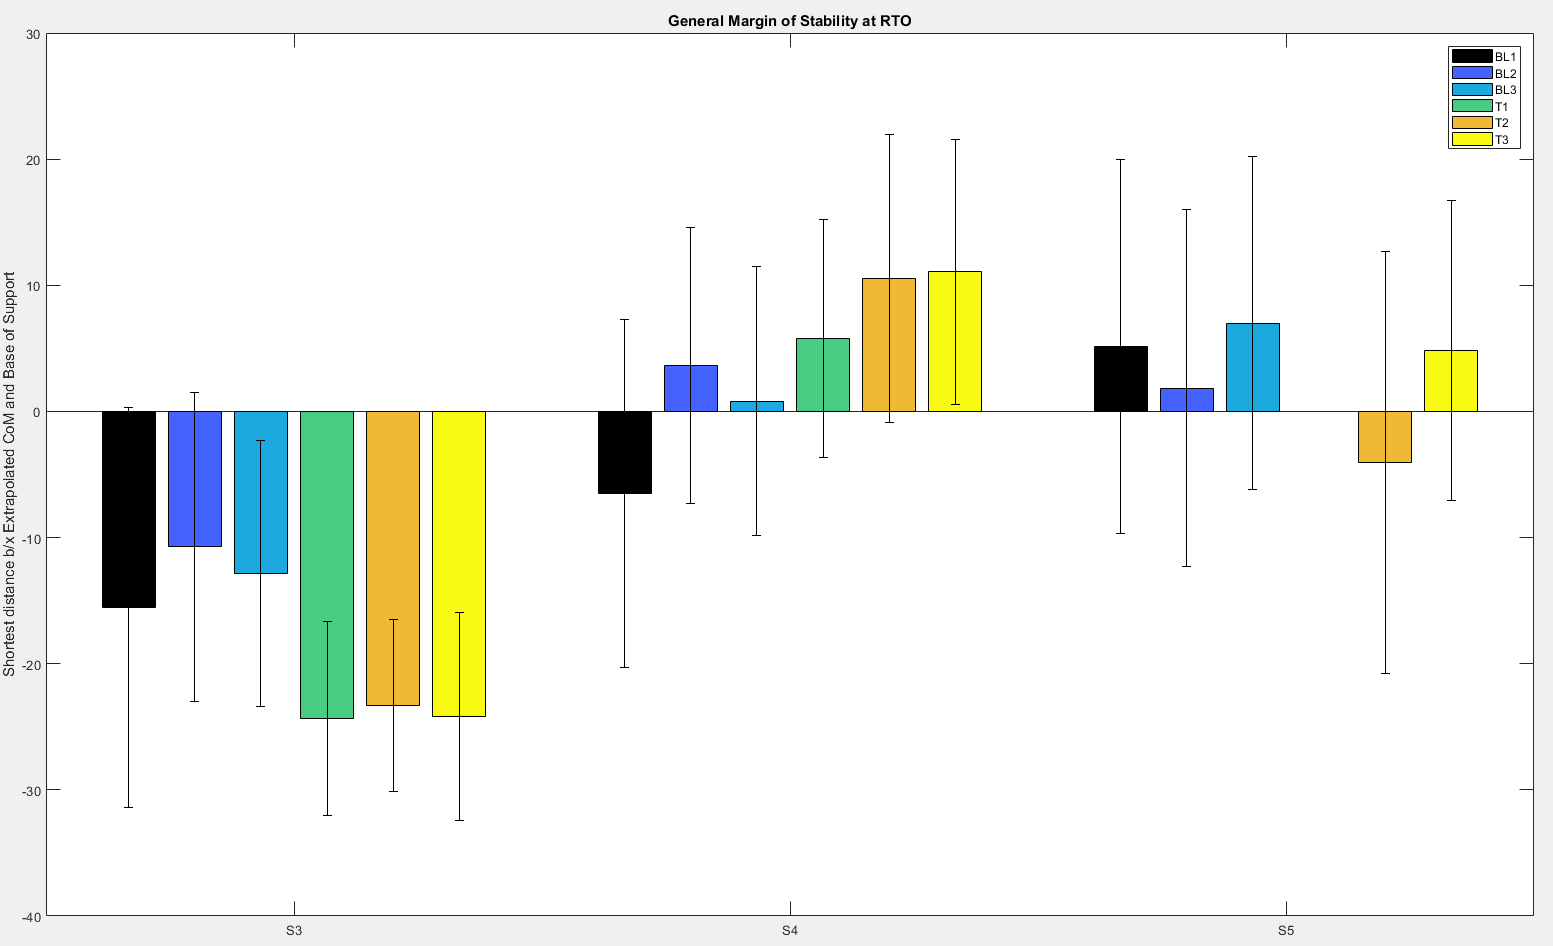 General Margin of Stability at RTO
Shortest distance b/x Extrapolated CoM and Base of Support
30
20
10
0
-10
-20
-30
-40
S3
S4
S5
BL1
BL2
BL3
T1
T2
T3